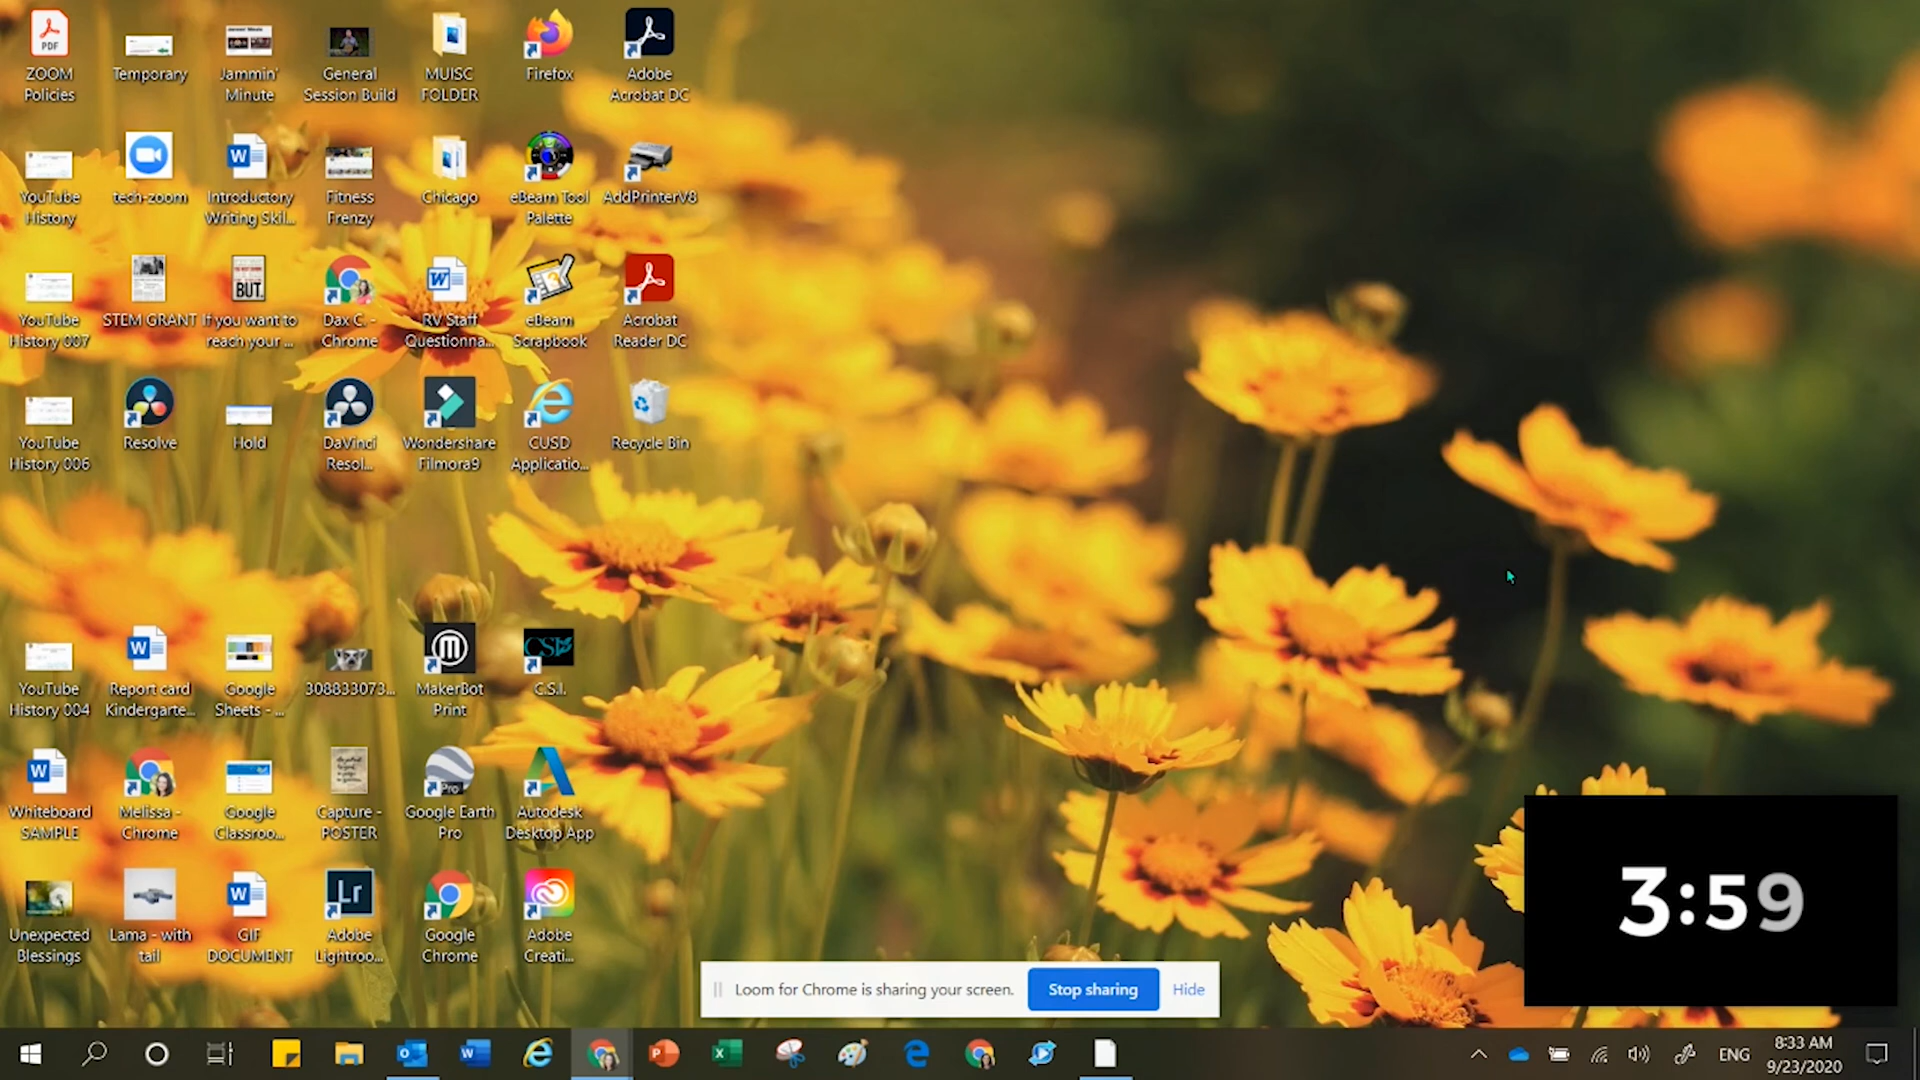 ZOOM
Policies
Temporary
Jammin'
Minute
General
Session Build
MUISC
FOLDER
Firefox
Adobe
Acrobat DC
YouTube
History
tech-zoom
Introductory
Writing Skil...
Fitness
Frenzy
Chicago
eBeam Tool
Palette
AddPrinterV8
YouTube
History 007
STEM GRANT
If you want to
reach your ...
Dax C. -
Chrome
RV Staff
Questionna...
eBeam
Scrapbook
Acrobat
Reader DC
YouTube
History 006
Resolve
Hold
DaVinci
Resol...
Wondershare
Filmora9
CUSD
Applicatio...
Recycle Bin
YouTube
History 004
Report card
Kindergarte...
Google
Sheets - ...
308833073...
MakerBot
Print
C.S.I.
Whiteboard
SAMPLE
Melissa -
Chrome
Google
Classroo...
Capture -
POSTER
Google Earth
Pro
Autodesk
Desktop App
Unexpected
Blessings
Lama - with
tail
GIF
DOCUMENT
Adobe
Lightroo...
Google
Chrome
Adobe
Creati...
PDF
BUT.
CSI
Pro
Lr
3:59
Loom for Chrome is sharing your screen.
Stop sharing
Hide
ENG
8:33 AM
9/23/2020